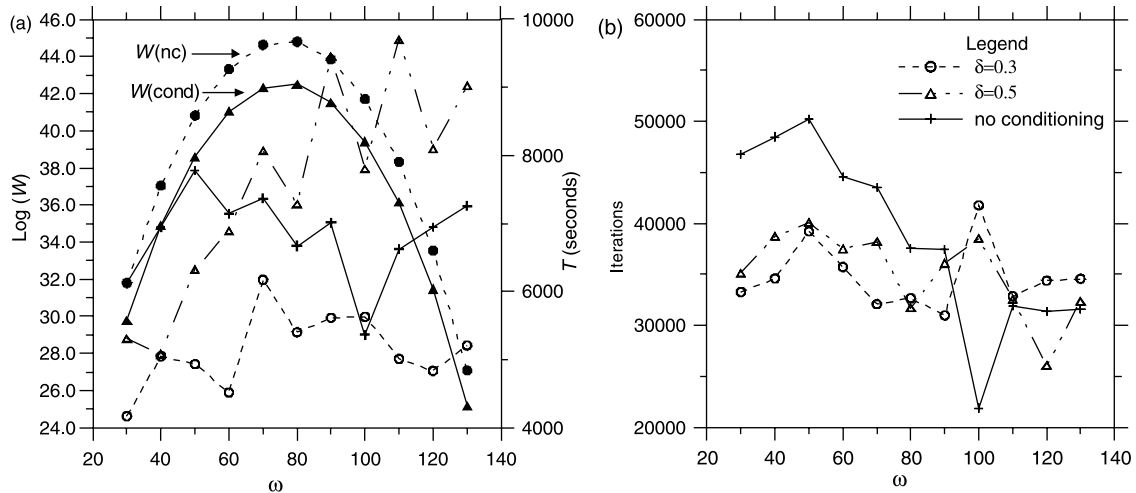 (a)
46.0
44.0
42.0
40.0
38.0
36.0
34.0
32.0
30.0
28.0
26.0
24.0
Log (W)
W(nc)
W(cond)
10000
8000
6000
4000
T (seconds)
20 40 60 80 100 120 140
ω
(b)
60000
50000
40000
30000
20000
Iterations
Legend
δ=0.3
δ=0.5
no conditioning
20 40 60 80 100 120 140
ω